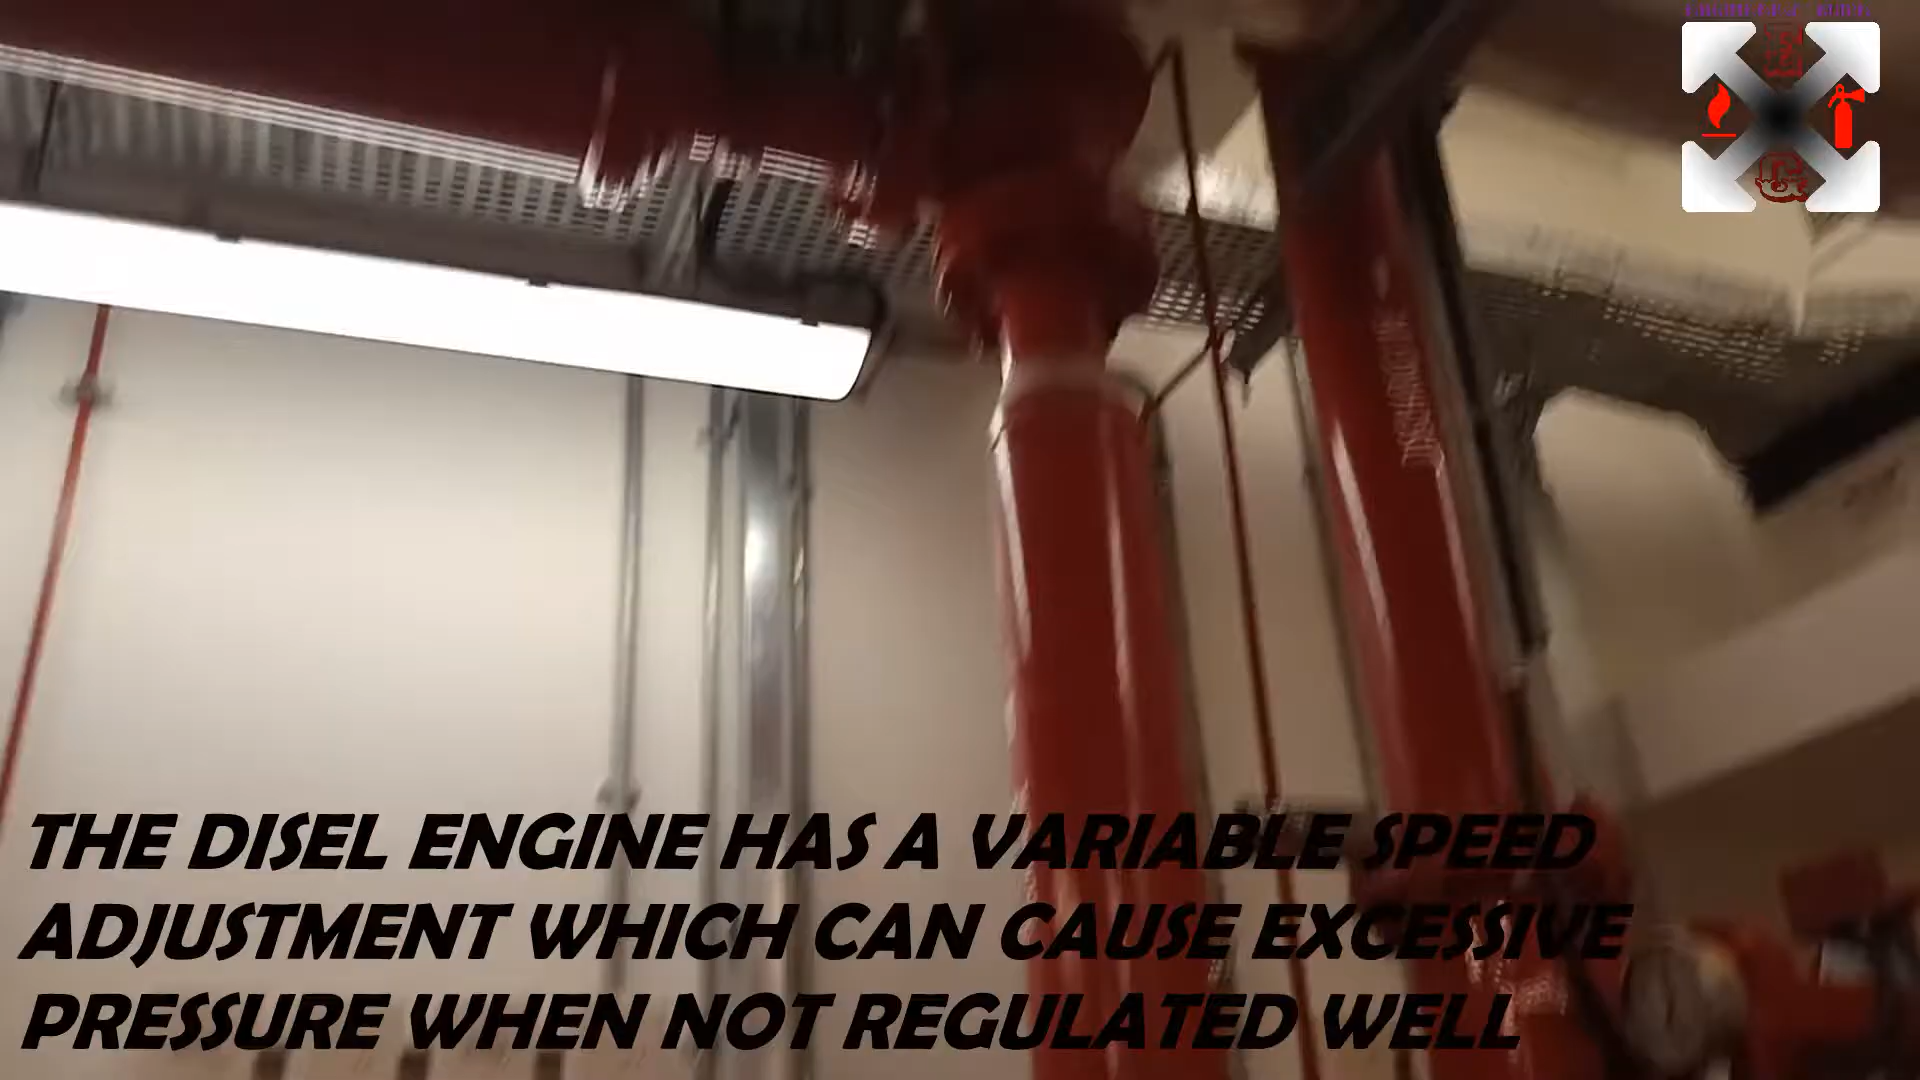 THE DISEL ENGINE HAS A VARIABLE SPEED
ADJUSTMENT WHICH CAN CAUSE EXCESSIVE
PRESSURE WHEN NOT REGULATED WELL